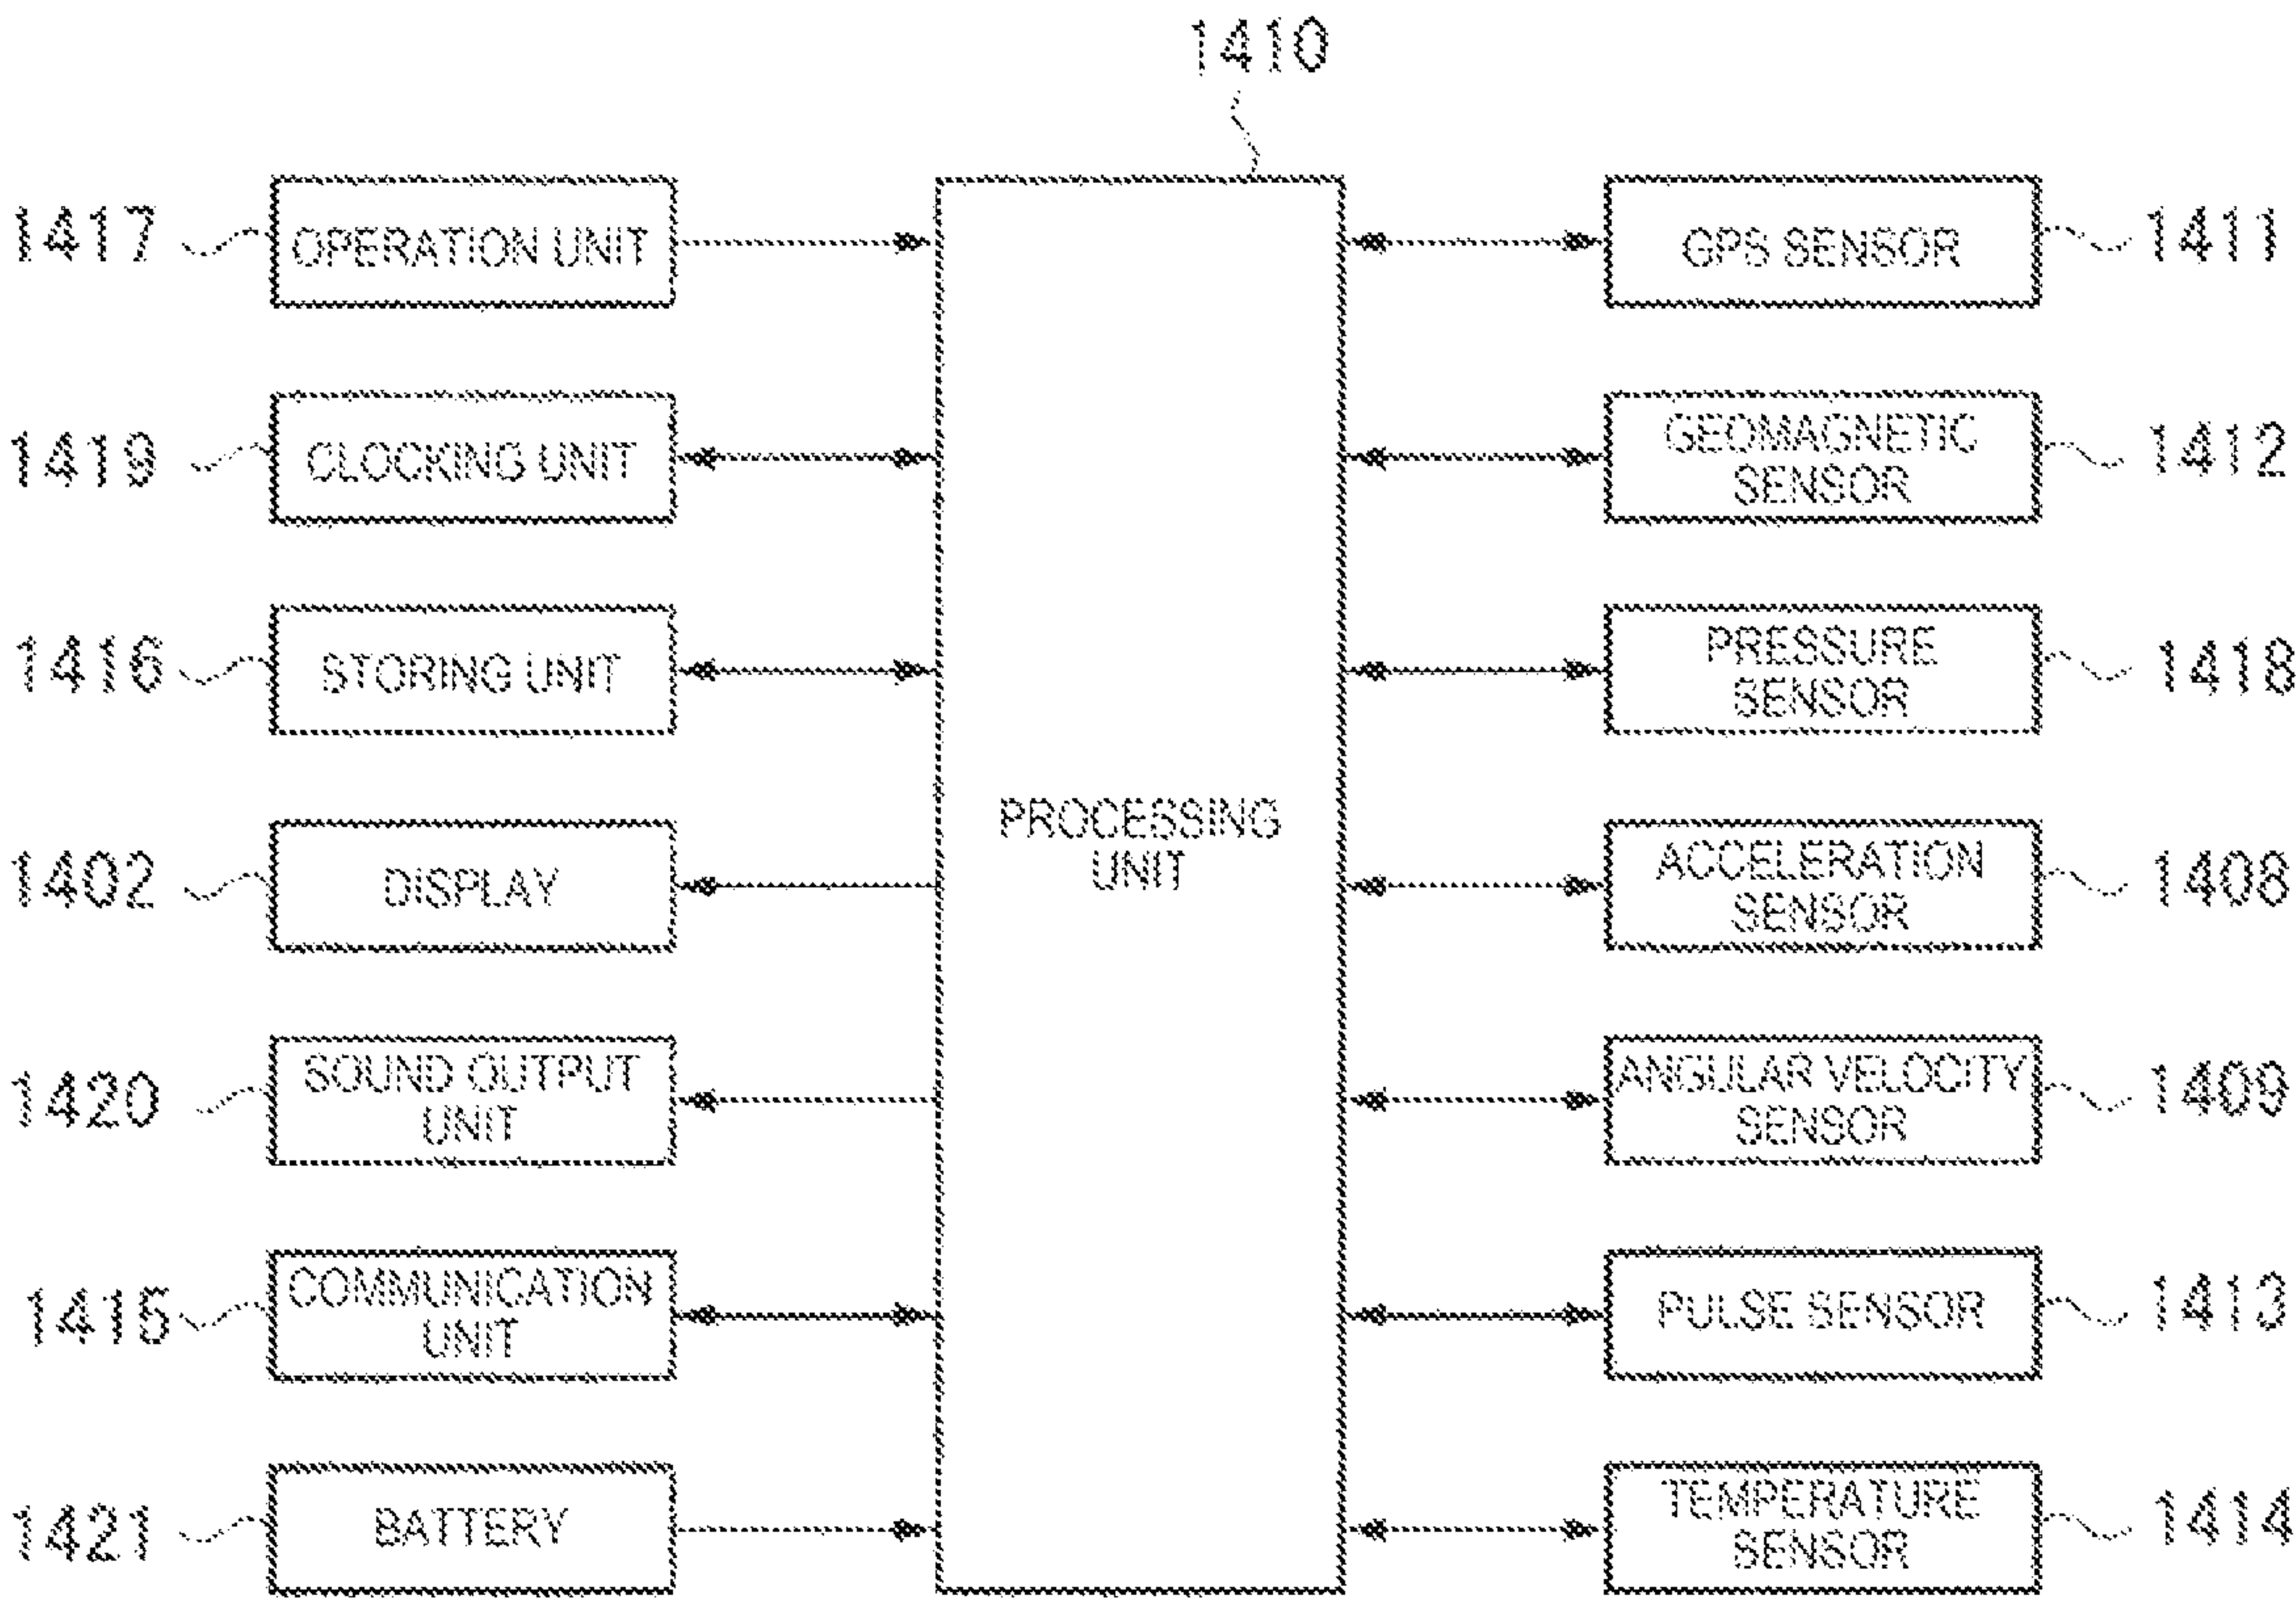 1410
1417
OPERATION UNIT
GPS SENSOR
1411
1419
CLOCKING UNIT
GEOMAGNETIC
SENSOR
1412
1416
STORING UNIT
PRESSURE
SENSOR
1418
1402
DISPLAY
PROCESSING
UNIT
ACCELERATION
SENSOR
1408
1420
SOUND OUTPUT
UNIT
ANGULAR VELOCITY
SENSOR
1409
1415
COMMUNICATION
UNIT
PULSE SENSOR
1413
1421
BATTERY
TEMPERATURE
SENSOR
1414